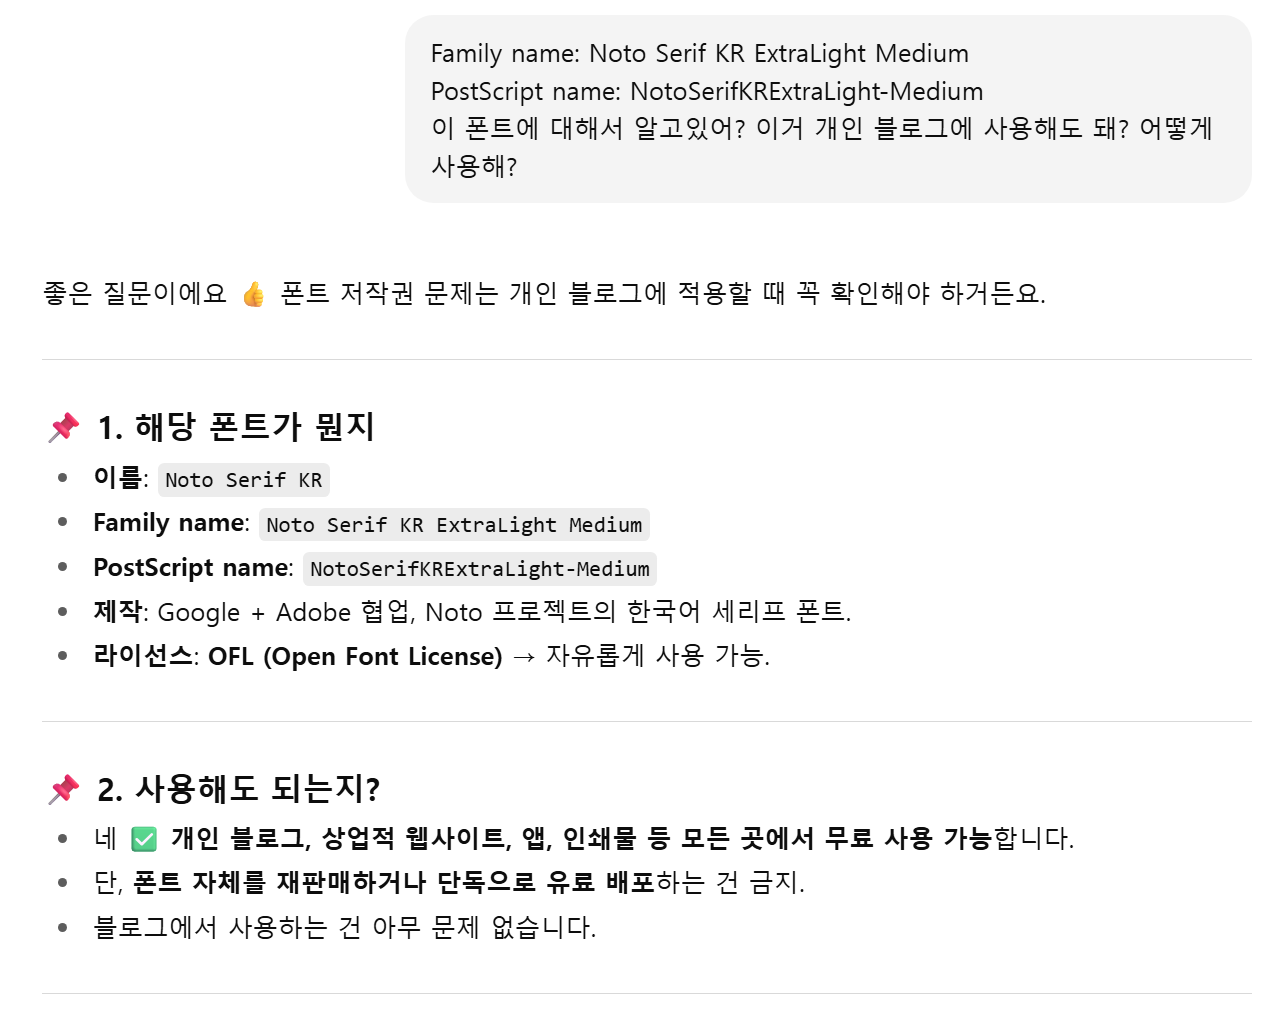 Family name: Noto Serif KR ExtraLight Medium
PostScript name: NotoSerifKRExtraLight-Medium
이 폰트에 대해서 알고있어? 이거 개인 블로그에 사용해도 돼? 어떻게
사용해?
좋은 질문이에요 👍 폰트 저작권 문제는 개인 블로그에 적용할 때 꼭 확인해야 하거든요.
📌 1. 해당 폰트가 뭔지
• 이름: Noto Serif KR
• Family name: Noto Serif KR ExtraLight Medium
• PostScript name: NotoSerifKRExtraLight-Medium
• 제작: Google + Adobe 협업, Noto 프로젝트의 한국어 세리프 폰트.
• 라이선스: OFL (Open Font License) → 자유롭게 사용 가능.
📌 2. 사용해도 되는지?
• 네 ✅ 개인 블로그, 상업적 웹사이트, 앱, 인쇄물 등 모든 곳에서 무료 사용 가능합니다.
• 단, 폰트 자체를 재판매하거나 단독으로 유료 배포하는 건 금지.
• 블로그에서 사용하는 건 아무 문제 없습니다.